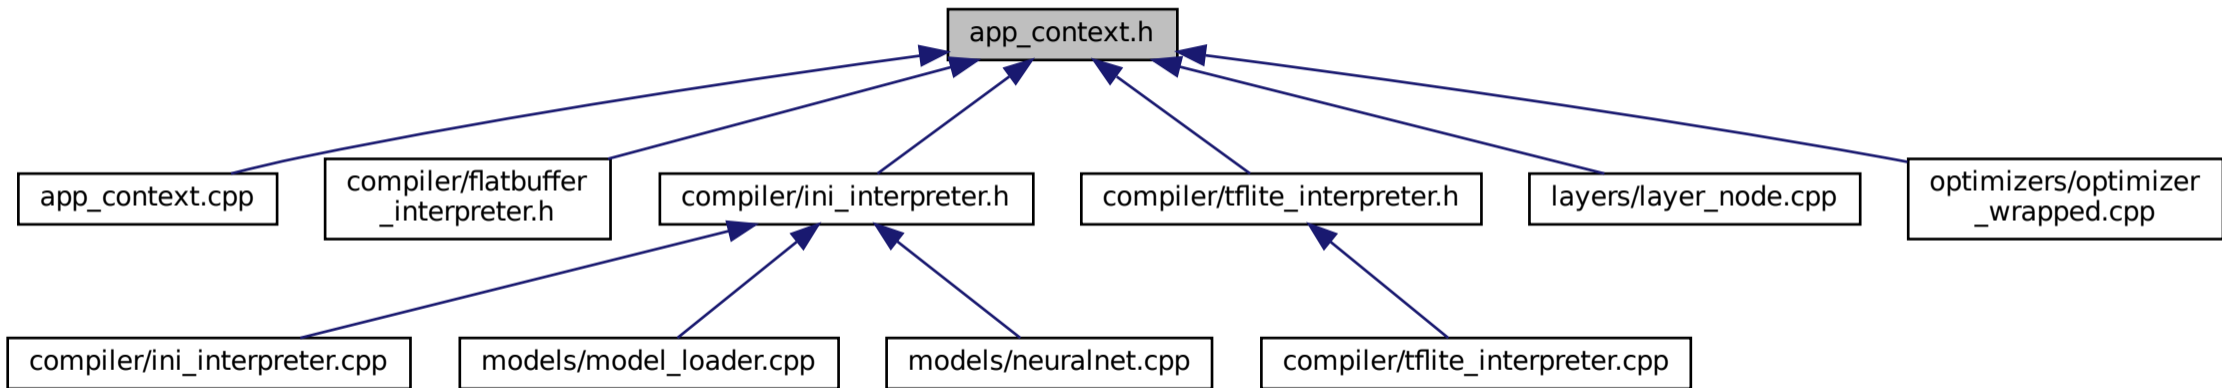 app_context.h
app_context.cpp
compiler/flatbuffer
_interpreter.h
compiler/ini_interpreter.h
compiler/tflite_interpreter.h
layers/layer_node.cpp
optimizers/optimizer
_wrapped.cpp
compiler/ini_interpreter.cpp
models/model_loader.cpp
models/neuralnet.cpp
compiler/tflite_interpreter.cpp